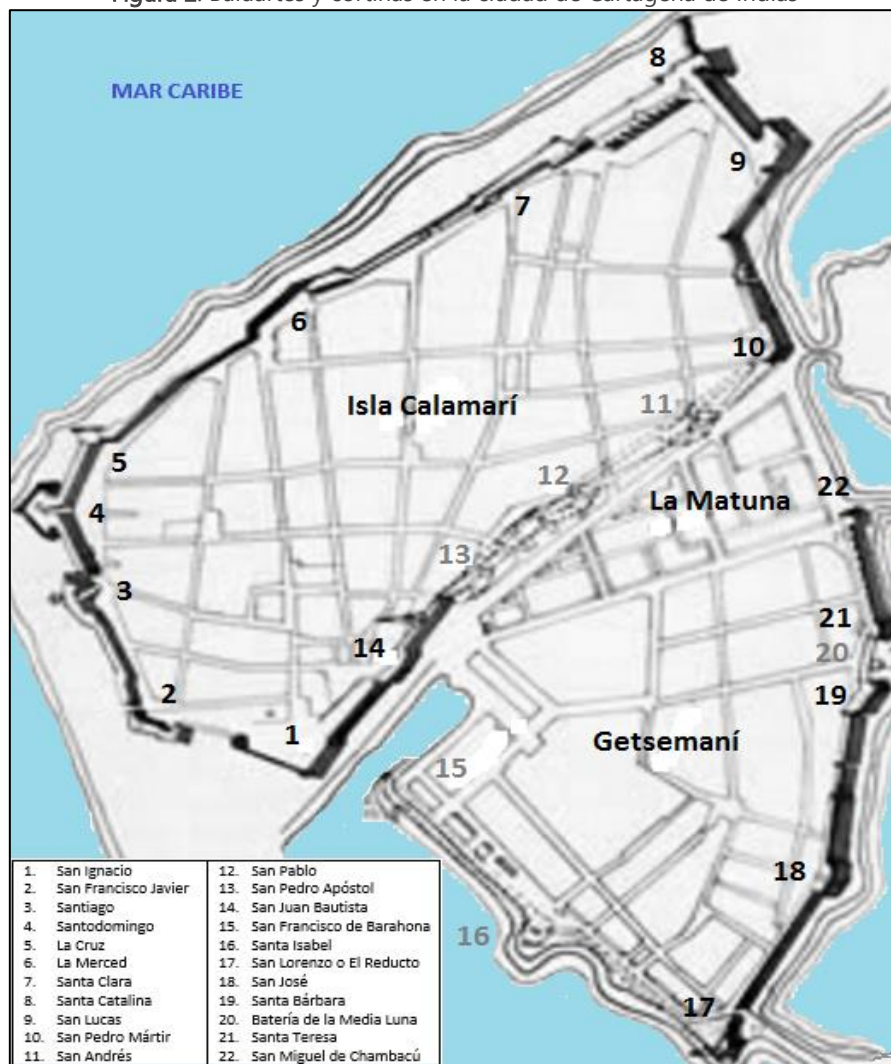 Figura 2. Baluartes y cortinas en la ciudad de Cartagena de Indias
8
MAR CARIBE
9
7
6
10
Isla Calamarí
11
5
12
22
4
La Matuna
13
3
21
14
20
2
19
1
Getsemaní
15
18
16
17
1. San Ignacio
2. San Francisco Javier
3. Santiago
4. Santodomingo
5. La Cruz
6. La Merced
7. Santa Clara
8. Santa Catalina
9. San Lucas
10. San Pedro Mártir
11. San Andrés
12. San Pablo
13. San Pedro Apóstol
14. San Juan Bautista
15. San Francisco de Barahona
16. Santa Isabel
17. San Lorenzo o El Reducto
18. San José
19. Santa Bárbara
20. Batería de la Media Luna
21. Santa Teresa
22. San Miguel de Chambacú